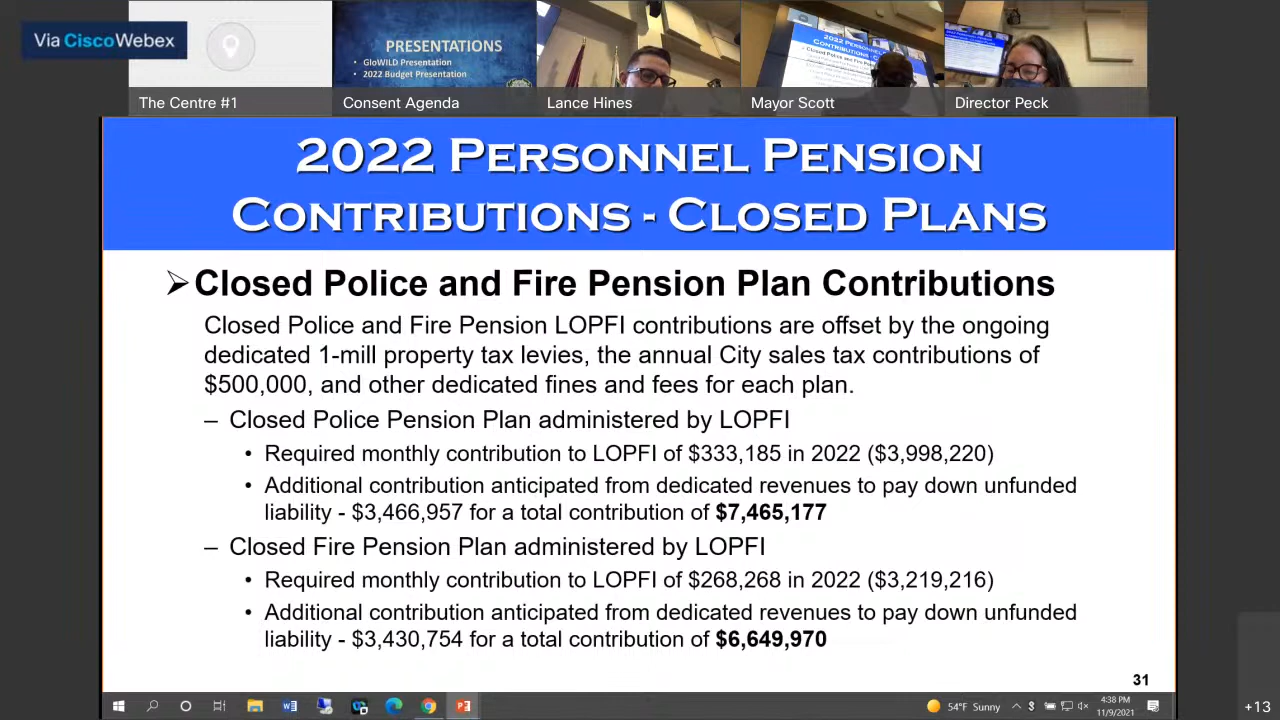 Via CiscoWebex
PRESENTATIONS
• GloWILD Presentation
• 2022 Budget Presentation
The Centre #1
Consent Agenda
Lance Hines
Mayor Scott
Director Peck
2022 PERSONNEL PENSION
CONTRIBUTIONS - CLOSED PLANS
➢ Closed Police and Fire Pension Plan Contributions
Closed Police and Fire Pension LOPFI contributions are offset by the ongoing
dedicated 1-mill property tax levies, the annual City sales tax contributions of
$500,000, and other dedicated fines and fees for each plan.
– Closed Police Pension Plan administered by LOPFI
• Required monthly contribution to LOPFI of $333,185 in 2022 ($3,998,220)
• Additional contribution anticipated from dedicated revenues to pay down unfunded
liability - $3,466,957 for a total contribution of $7,465,177
– Closed Fire Pension Plan administered by LOPFI
• Required monthly contribution to LOPFI of $268,268 in 2022 ($3,219,216)
• Additional contribution anticipated from dedicated revenues to pay down unfunded
liability - $3,430,754 for a total contribution of $6,649,970
31
54°F Sunny
4:38 PM
11/9/2021
+13